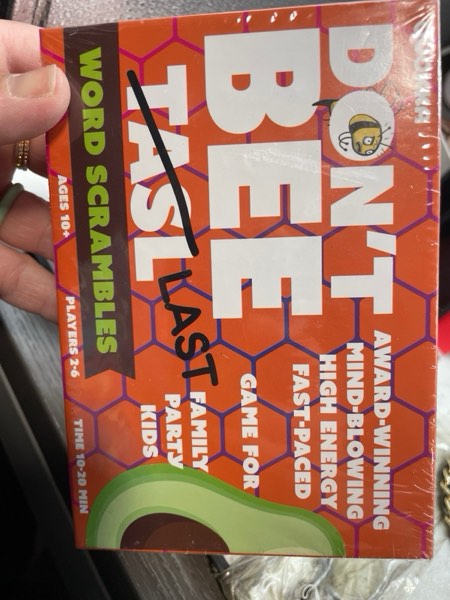 DON'T
BEE
TASL
LAST
WORD SCRAMBLES
AWARD-WINNING
MIND-BLOWING
HIGH ENERGY
FAST-PACED
GAME FOR
FAMILY
PARTY
KIDS
AGES 10+
PLAYERS 2-6
TIME 10-20 MIN